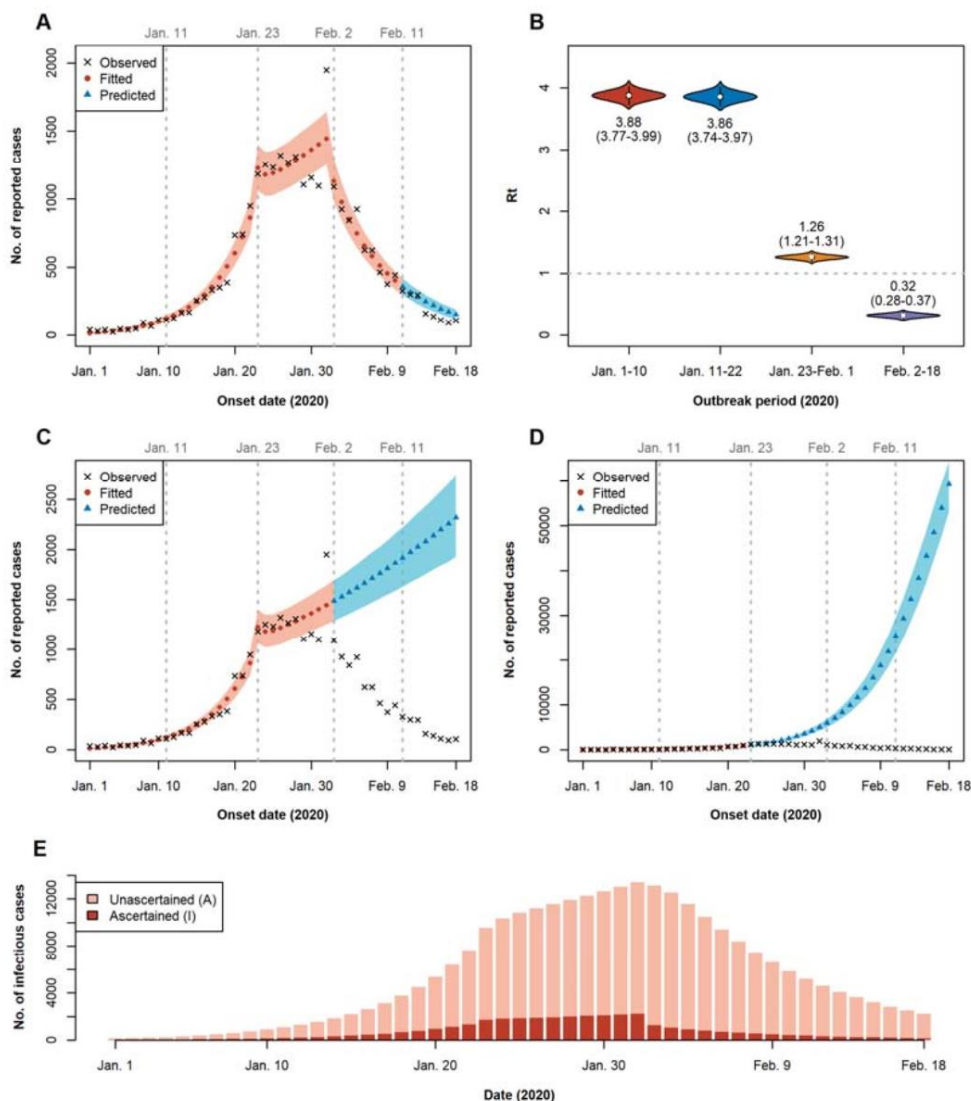 A
Jan. 11 Jan. 23 Feb. 2 Feb. 11
Observed
Fitted
Predicted
No. of reported cases
2000
1500
1000
500
0
Jan. 1 Jan. 10 Jan. 20 Jan. 30 Feb. 9 Feb. 18
Onset date (2020)
B
Rt
4
3
2
1
0
3.88
(3.77-3.99)
3.86
(3.74-3.97)
1.26
(1.21-1.31)
0.32
(0.28-0.37)
Jan. 1-10 Jan. 11-22 Jan. 23-Feb. 1 Feb. 2-18
Outbreak period (2020)
C
Jan. 11 Jan. 23 Feb. 2 Feb. 11
Observed
Fitted
Predicted
No. of reported cases
2500
2000
1500
1000
500
0
Jan. 1 Jan. 10 Jan. 20 Jan. 30 Feb. 9 Feb. 18
Onset date (2020)
D
Jan. 11 Jan. 23 Feb. 2 Feb. 11
Observed
Fitted
Predicted
No. of reported cases
50000
30000
10000
0
Jan. 1 Jan. 10 Jan. 20 Jan. 30 Feb. 9 Feb. 18
Onset date (2020)
E
Unascertained (A)
Ascertained (I)
No. of infectious cases
12000
8000
4000
0
Jan. 1 Jan. 10 Jan. 20 Jan. 30 Feb. 9 Feb. 18
Date (2020)